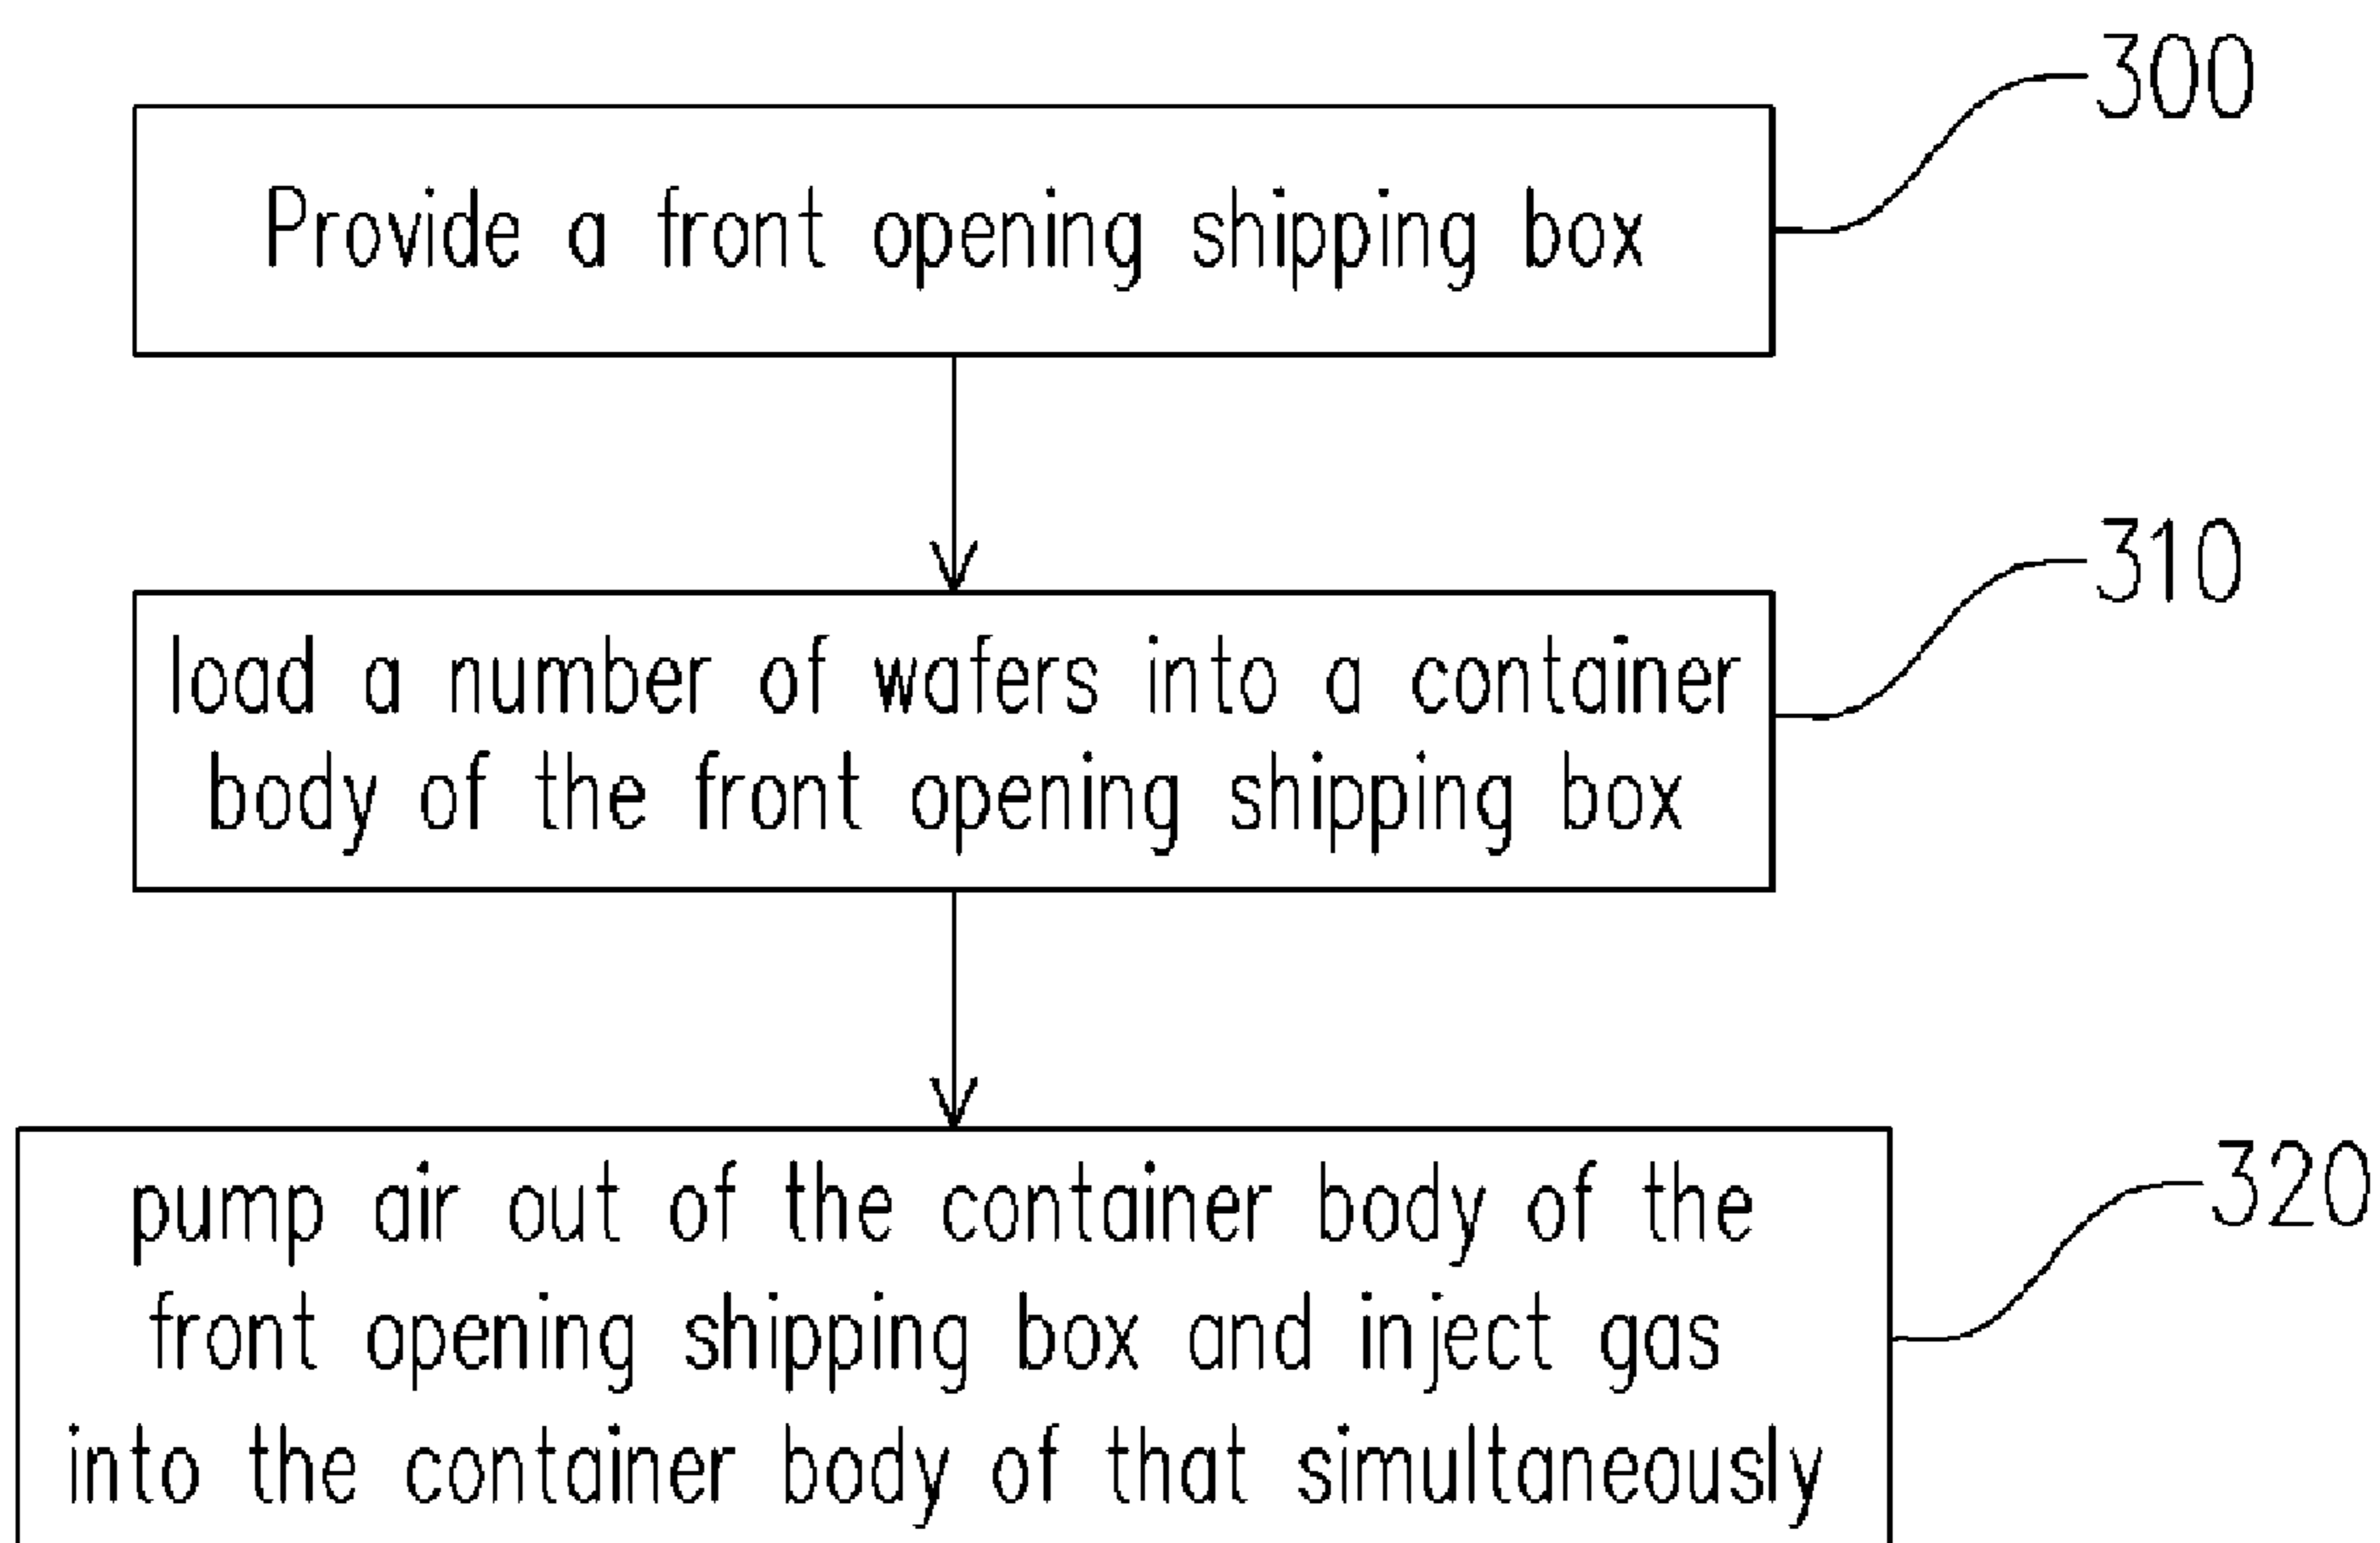 300
Provide a front opening shipping box
310
load a number of wafers into a container
body of the front opening shipping box
320
pump air out of the container body of the
front opening shipping box and inject gas
into the container body of that simultaneously